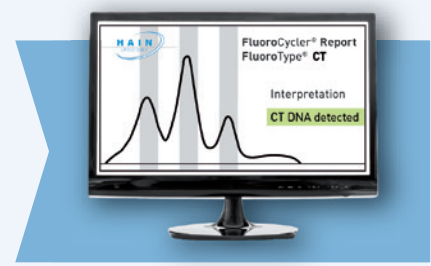 HAIN
FluoroCycler® Report
FluoroType® CT
Interpretation
CT DNA detected